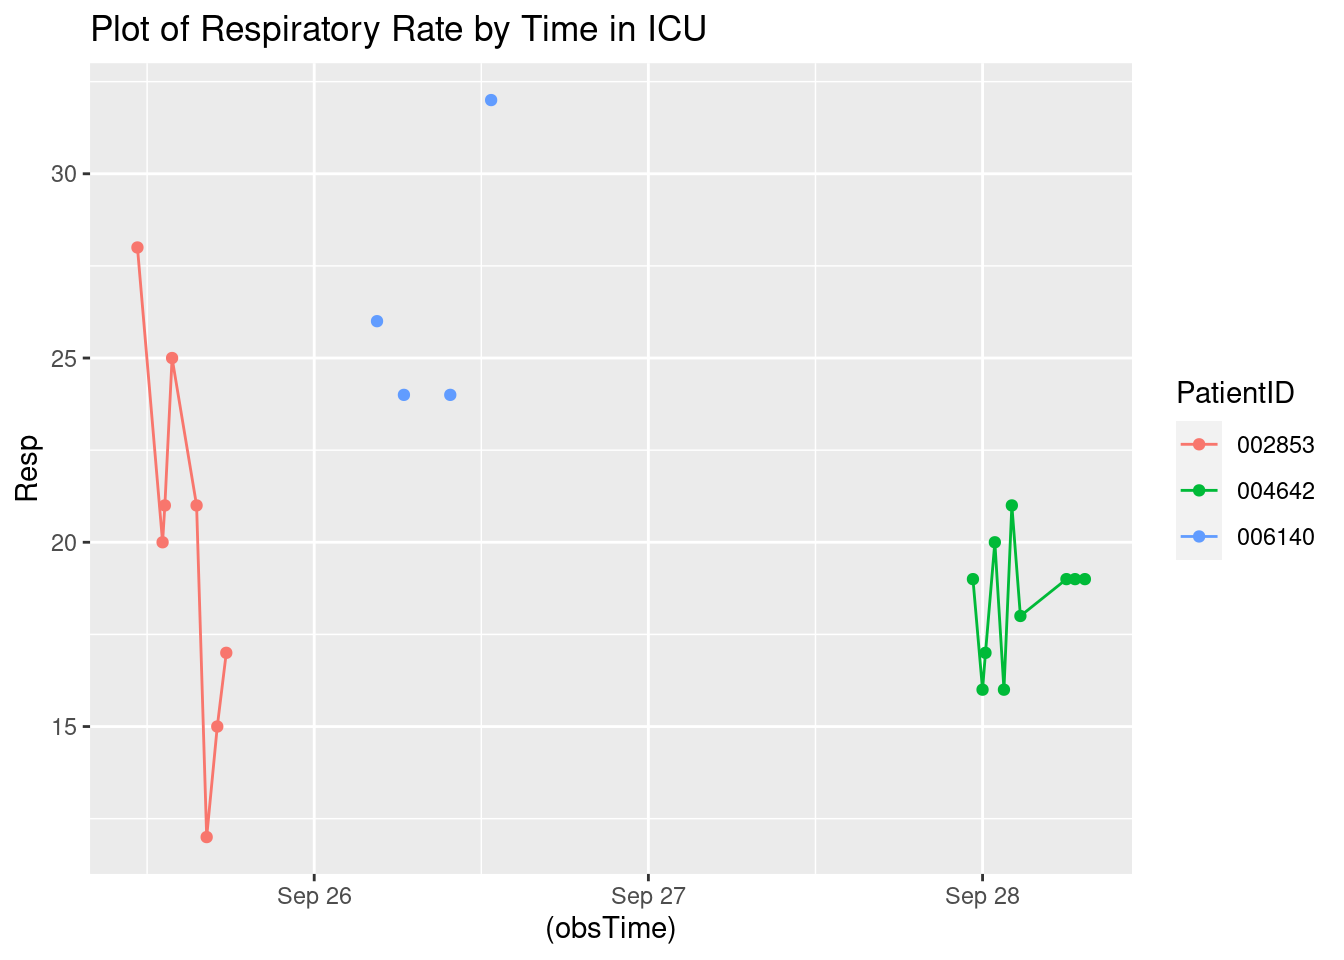 Plot of Respiratory Rate by Time in ICU
Resp
30
25
20
15
Sep 26 Sep 27 Sep 28
(obsTime)
PatientID
002853
004642
006140